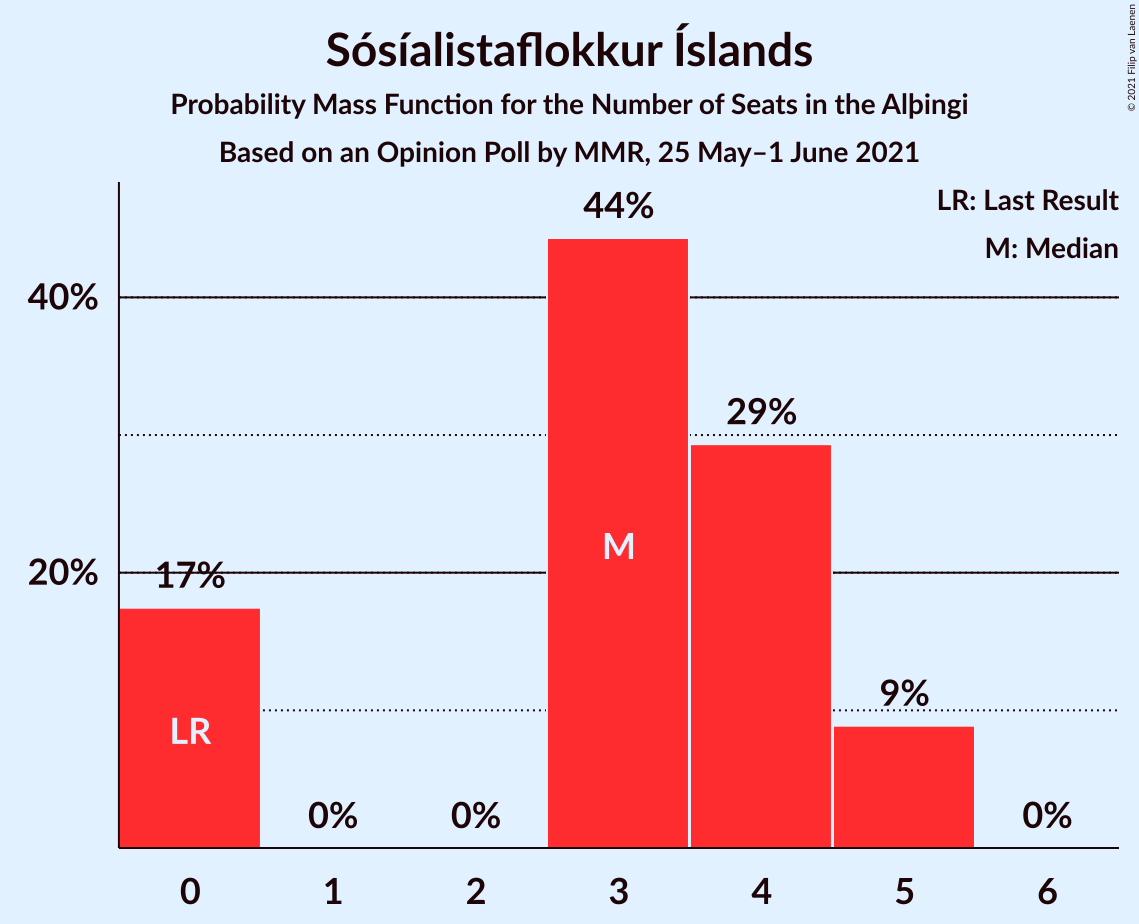 Sósíalistaflokkur Íslands
Probability Mass Function for the Number of Seats in the Alþingi
Based on an Opinion Poll by MMR, 25 May–1 June 2021
© 2021 Filip van Laenen
LR: Last Result
M: Median
44%
40%
29%
M
20%
17%
9%
LR
0%
0%
0%
0
1
2
3
4
5
6